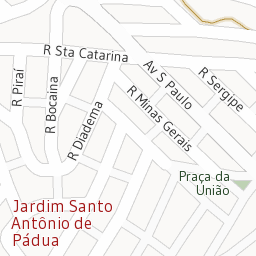 R Sta Catarina
R Piraí
R Bocaina
R Diadema
Av S Paulo
R Sergipe
R Minas Gerais
Praça da
União
Jardim Santo
Antônio de
Pádua